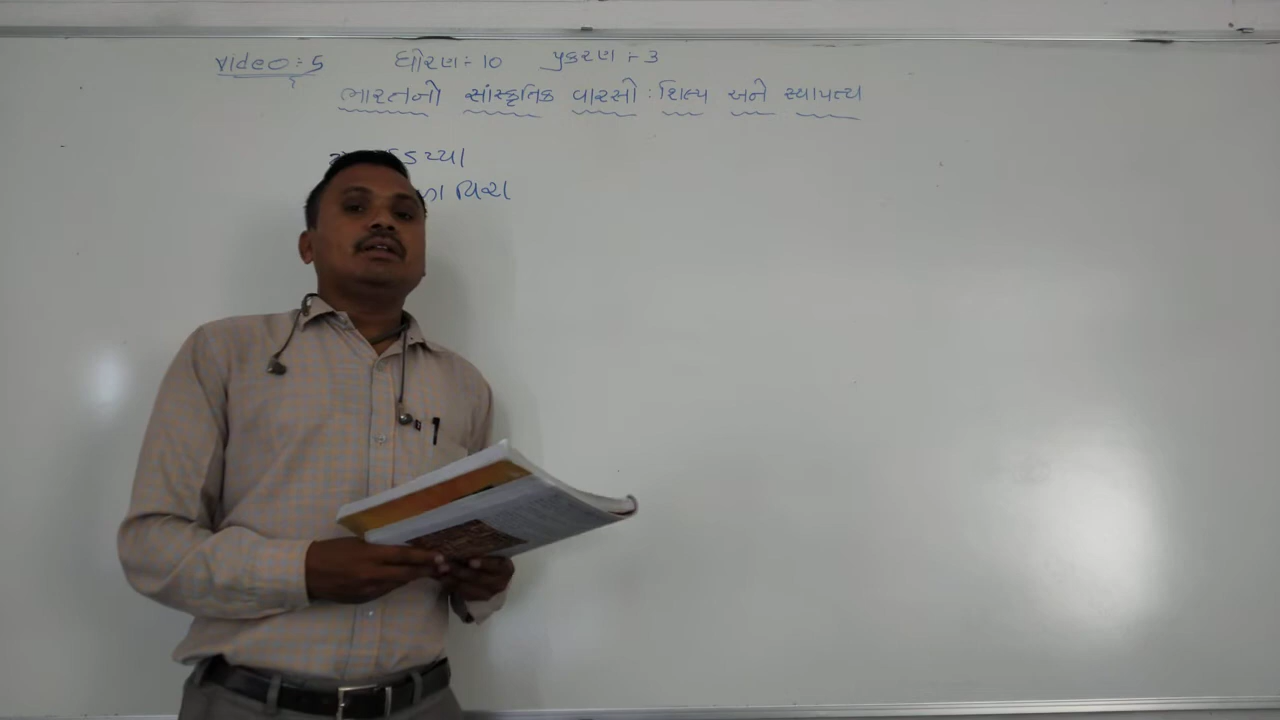 video:- 5 ધોરણ:- 10 પ્રકરણ :- 3
ભારતનો સાંસ્કૃતિક વારસો : શિલ્પ અને સ્થાપત્ય